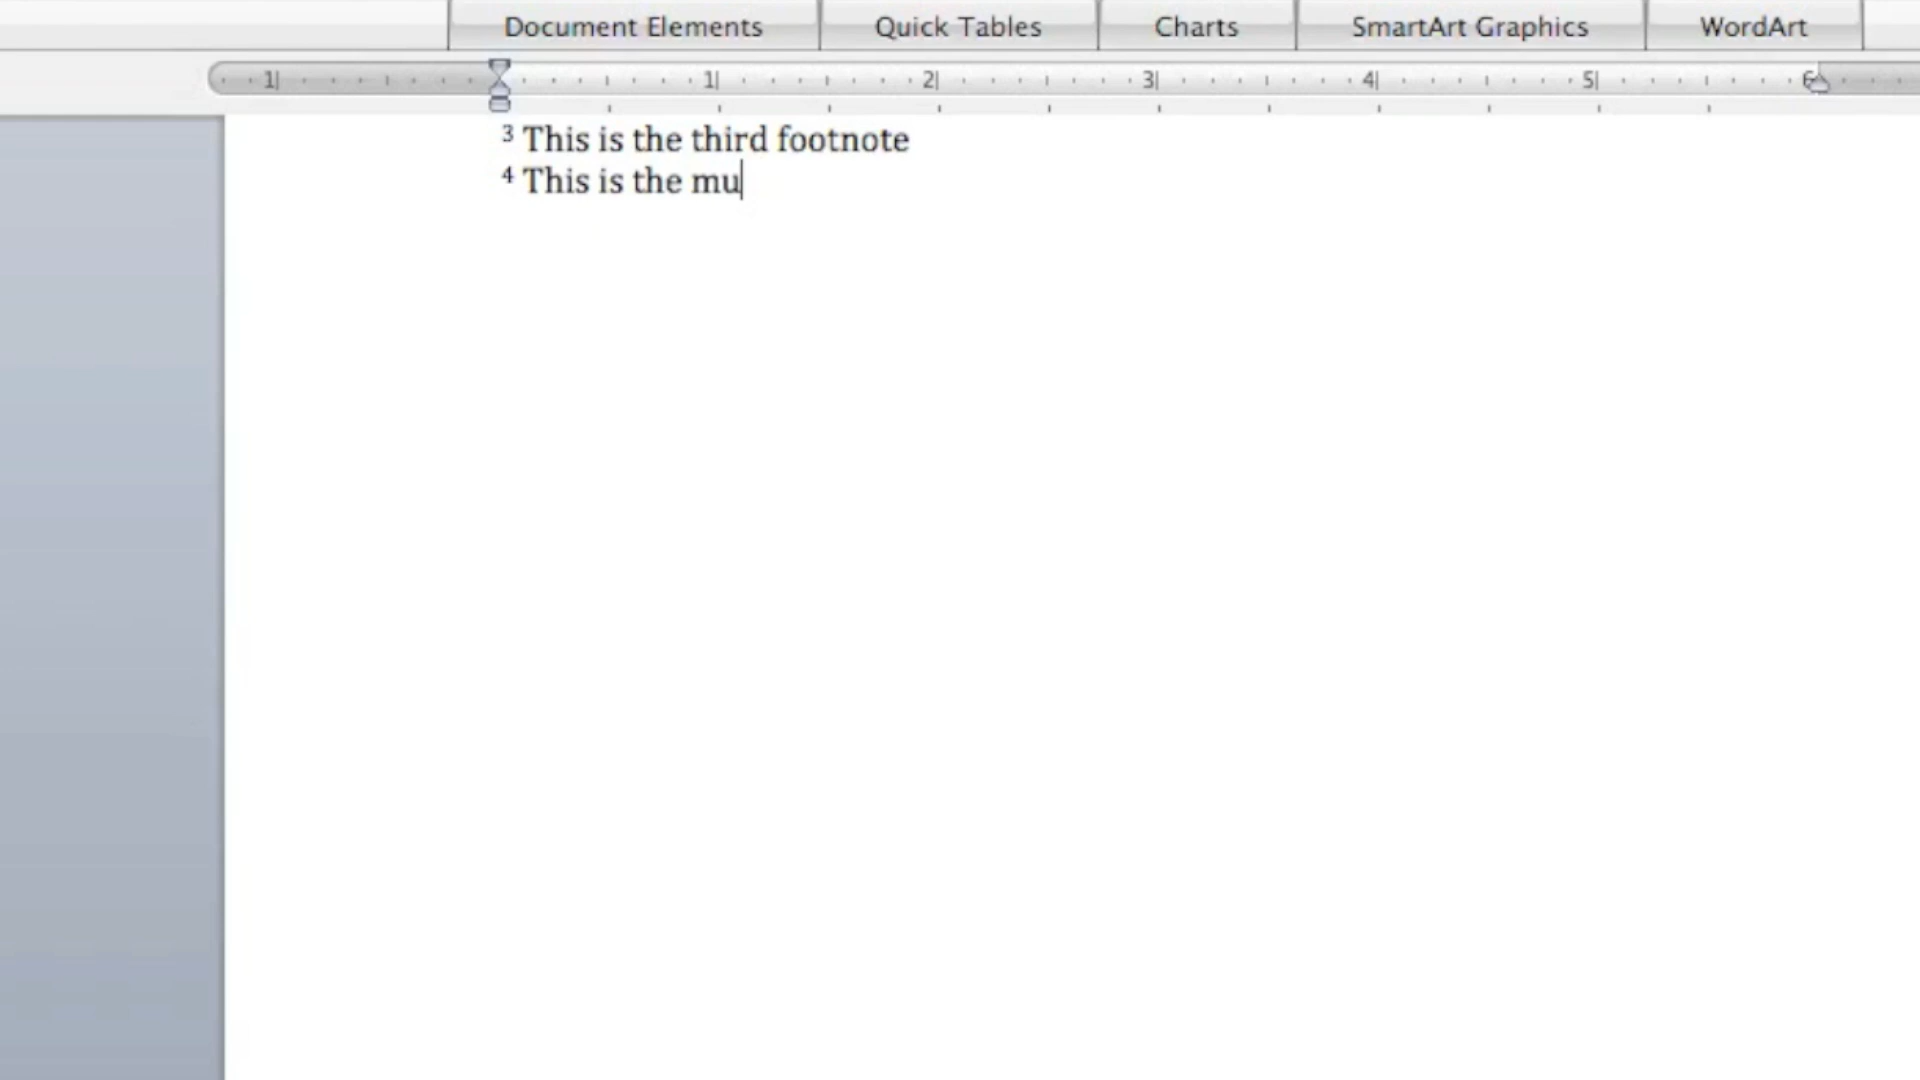 Document Elements Quick Tables Charts SmartArt Graphics WordArt
1 1 2 3 4 5 6
3 This is the third footnote
4 This is the mu